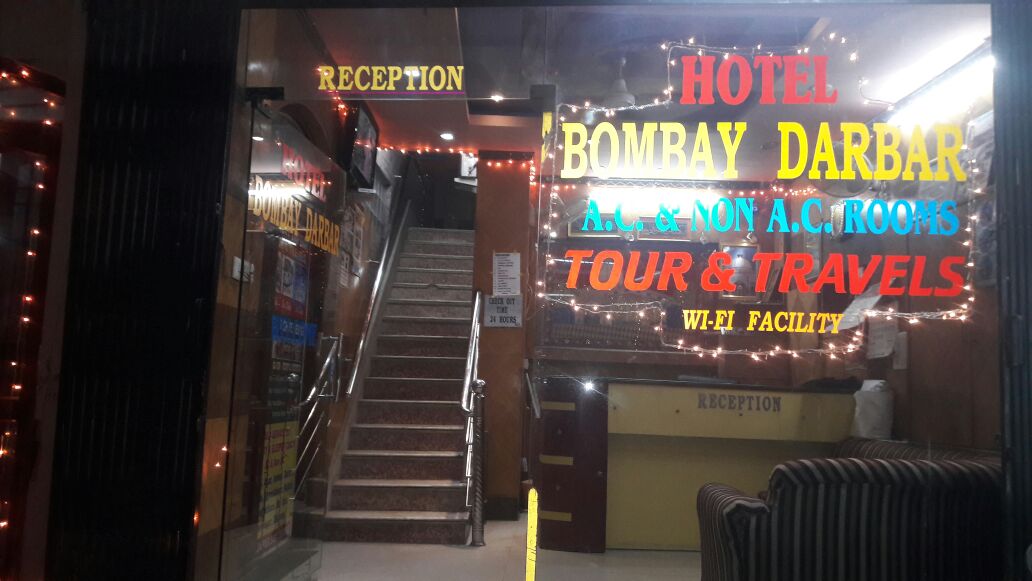 RECEPTION
HOTEL
BOMBAY DARBAR
A.C. & NON A.C. ROOMS
TOUR & TRAVELS
WI-FI FACILITY
HOTEL
BOMBAY DARBAR
CHECK OUT
TIME
24 HOURS
RECEPTION